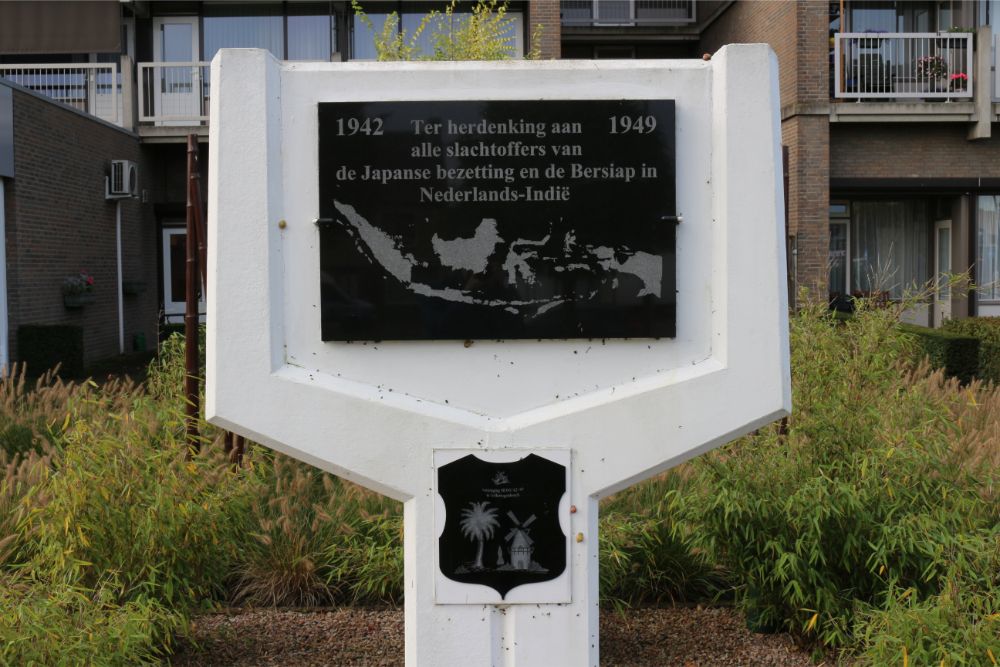 1942 Ter herdenking aan 1949
alle slachtoffers van
de Japanse bezetting en de Bersiap in
Nederlands-Indië